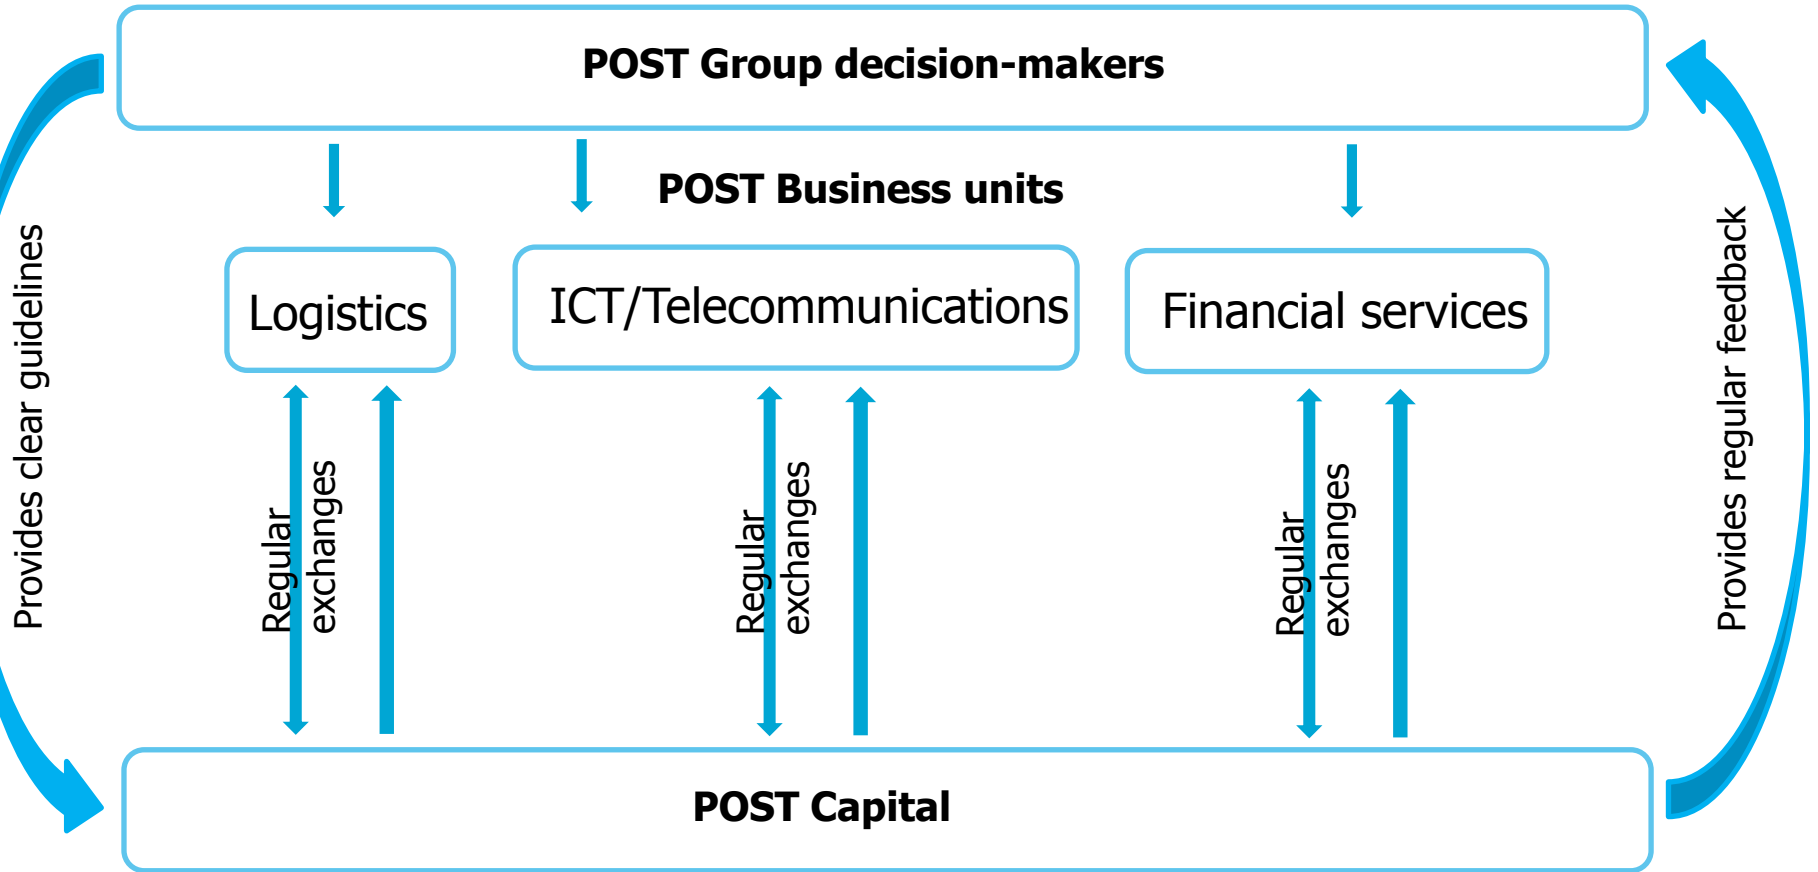 POST Group decision-makers
POST Business units
Logistics
ICT/Telecommunications
Financial services
Provides clear guidelines
Regular
exchanges
Regular
exchanges
Regular
exchanges
Provides regular feedback
POST Capital